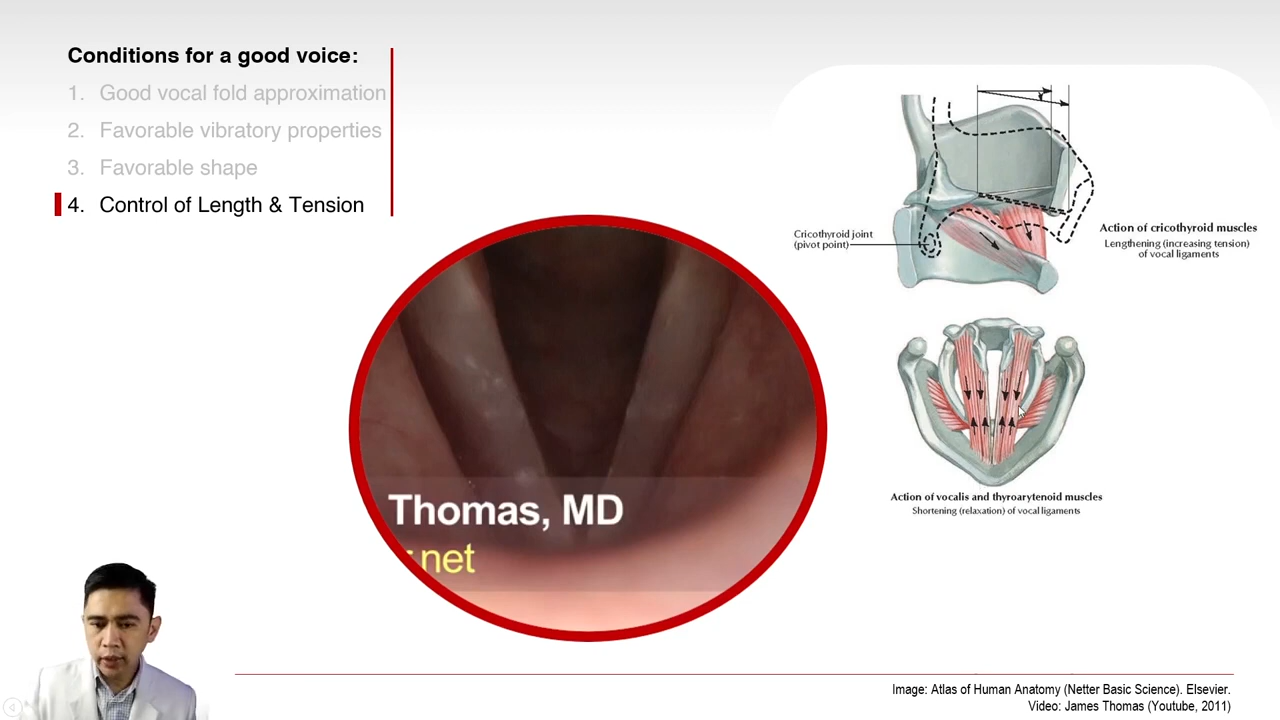 Conditions for a good voice:
1. Good vocal fold approximation
2. Favorable vibratory properties
3. Favorable shape
4. Control of Length & Tension
Cricothyroid joint
(pivot point)
Action of cricothyroid muscles
Lengthening (increasing tension)
of vocal ligaments
Action of vocalis and thyroarytenoid muscles
Shortening (relaxation) of vocal ligaments
Thomas, MD
net
Image: Atlas of Human Anatomy (Netter Basic Science). Elsevier.
Video: James Thomas (Youtube, 2011)